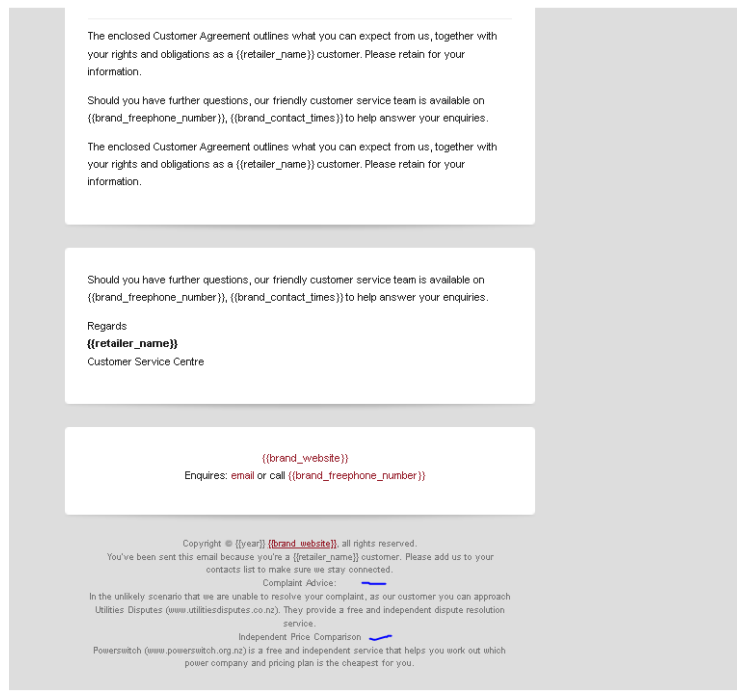 The enclosed Customer Agreement outlines what you can expect from us, together with
your rights and obligations as a {{retailer_name}} customer. Please retain for your
information.
Should you have further questions, our friendly customer service team is available on
{{brand_freephone_number}}, {{brand_contact_times}} to help answer your enquiries.
The enclosed Customer Agreement outlines what you can expect from us, together with
your rights and obligations as a {{retailer_name}} customer. Please retain for your
information.
Should you have further questions, our friendly customer service team is available on
{{brand_freephone_number}}, {{brand_contact_times}} to help answer your enquiries.
Regards
{{retailer_name}}
Customer Service Centre
{{brand_website}}
Enquires: email or call {{brand_freephone_number}}
Copyright © {{year}} {{brand_website}}, all rights reserved.
You've been sent this email because you're a {{retailer_name}} customer. Please add us to your
contacts list to make sure we stay connected.
Complaint Advice:
In the unlikely scenario that we are unable to resolve your complaint, as our customer you can approach
Utilities Disputes (www.utilitiesdisputes.co.nz). They provide a free and independent dispute resolution
service.
Independent Price Comparison
Powerswitch (www.powerswitch.org.nz) is a free and independent service that helps you work out which
power company and pricing plan is the cheapest for you.